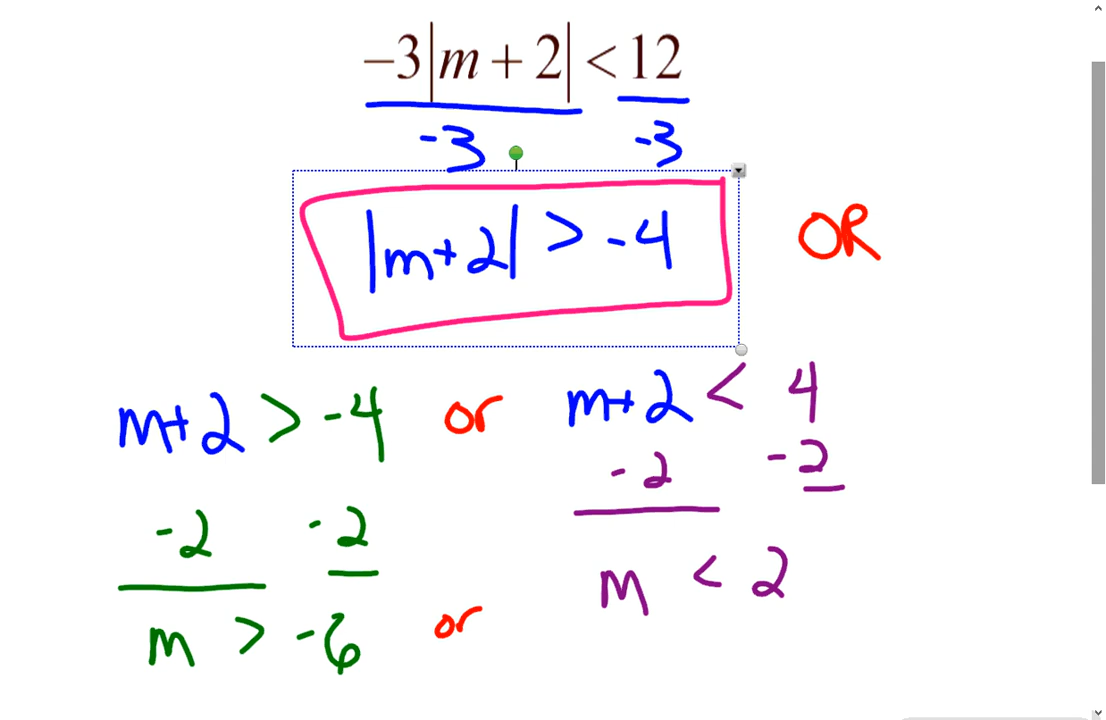 −3|m + 2| < 12
-3 -3
|m+2| > -4 OR
m+2 > -4 or m+2 < 4
-2 -2
-2 -2
m < 2
m > -6 or